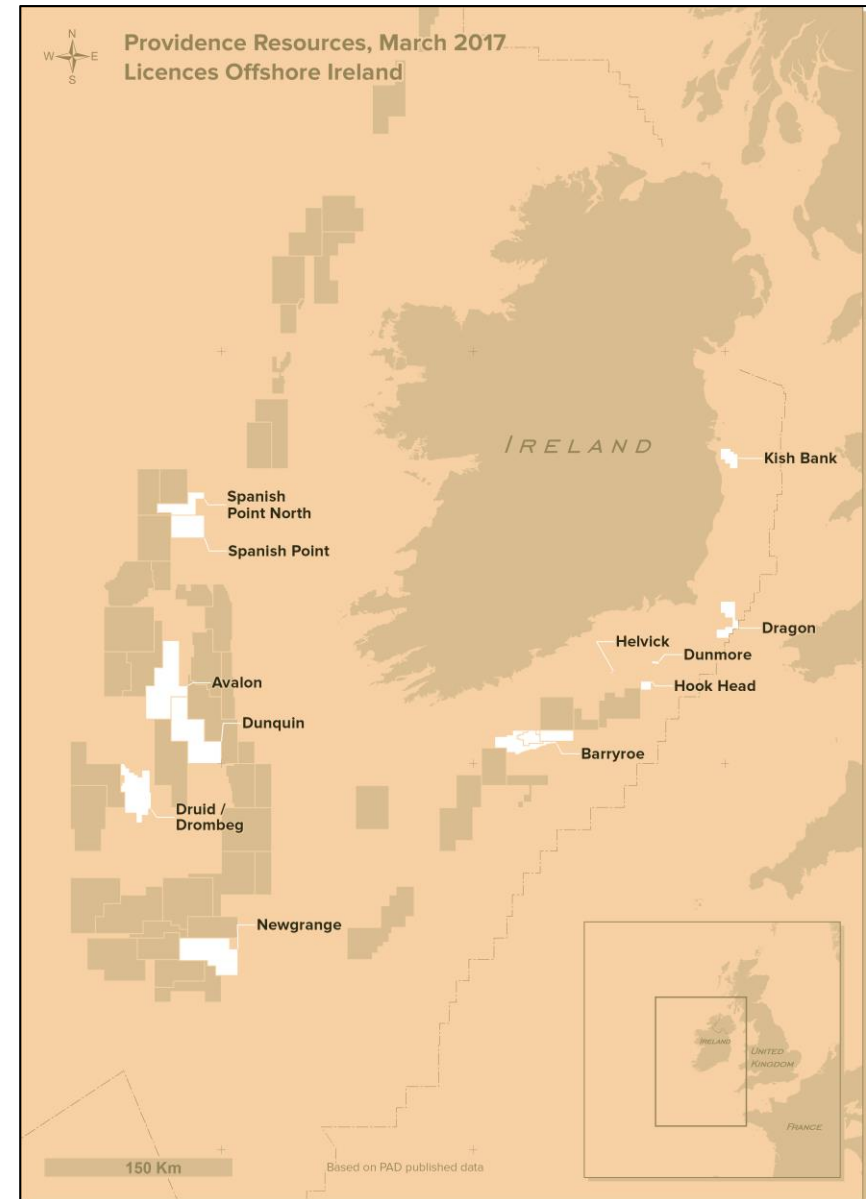 N
W E
S
Providence Resources, March 2017
Licences Offshore Ireland
IRELAND
Kish Bank
Spanish
Point North
Spanish Point
Dragon
Helvick
Dunmore
Hook Head
Avalon
Dunquin
Barryroe
Druid /
Drombeg
Newgrange
IRELAND
UNITED
KINGDOM
FRANCE
150 Km
Based on PAD published data